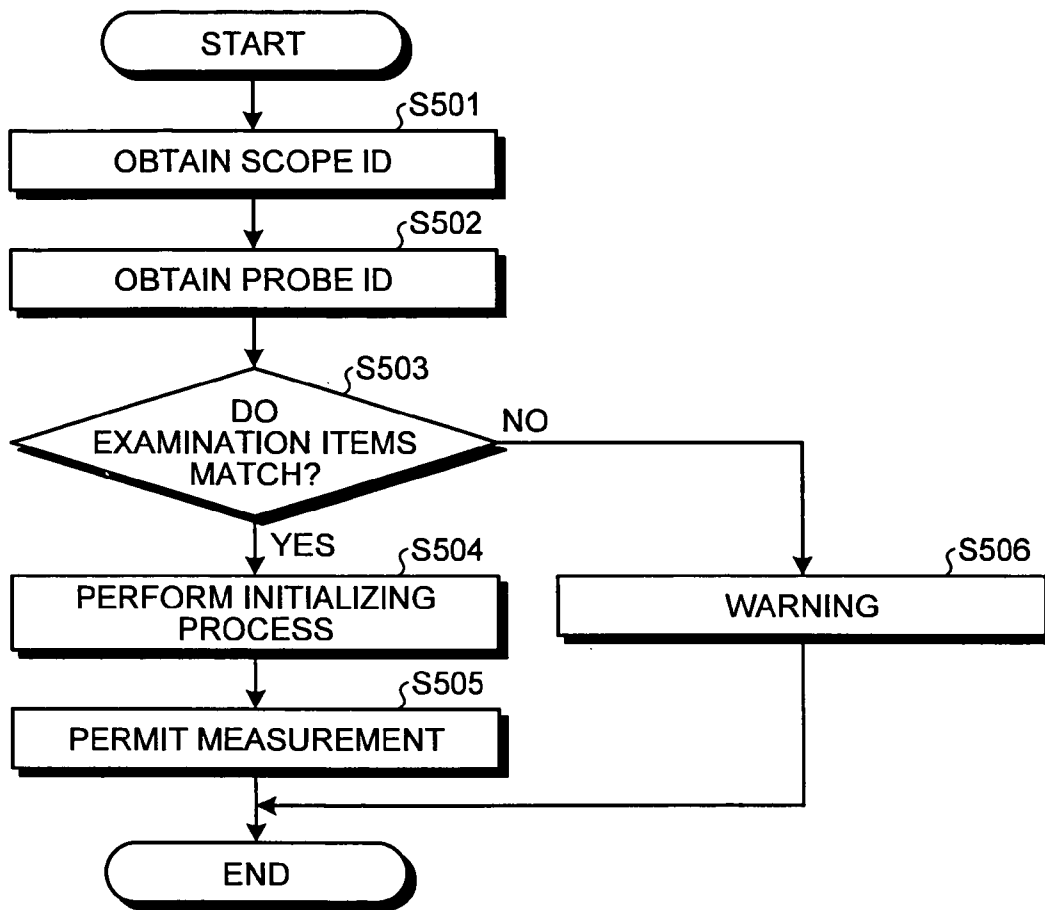 START
S501
OBTAIN SCOPE ID
S502
OBTAIN PROBE ID
S503
DO
EXAMINATION ITEMS
MATCH?
NO
YES
S504
PERFORM INITIALIZING
PROCESS
S506
WARNING
S505
PERMIT MEASUREMENT
END